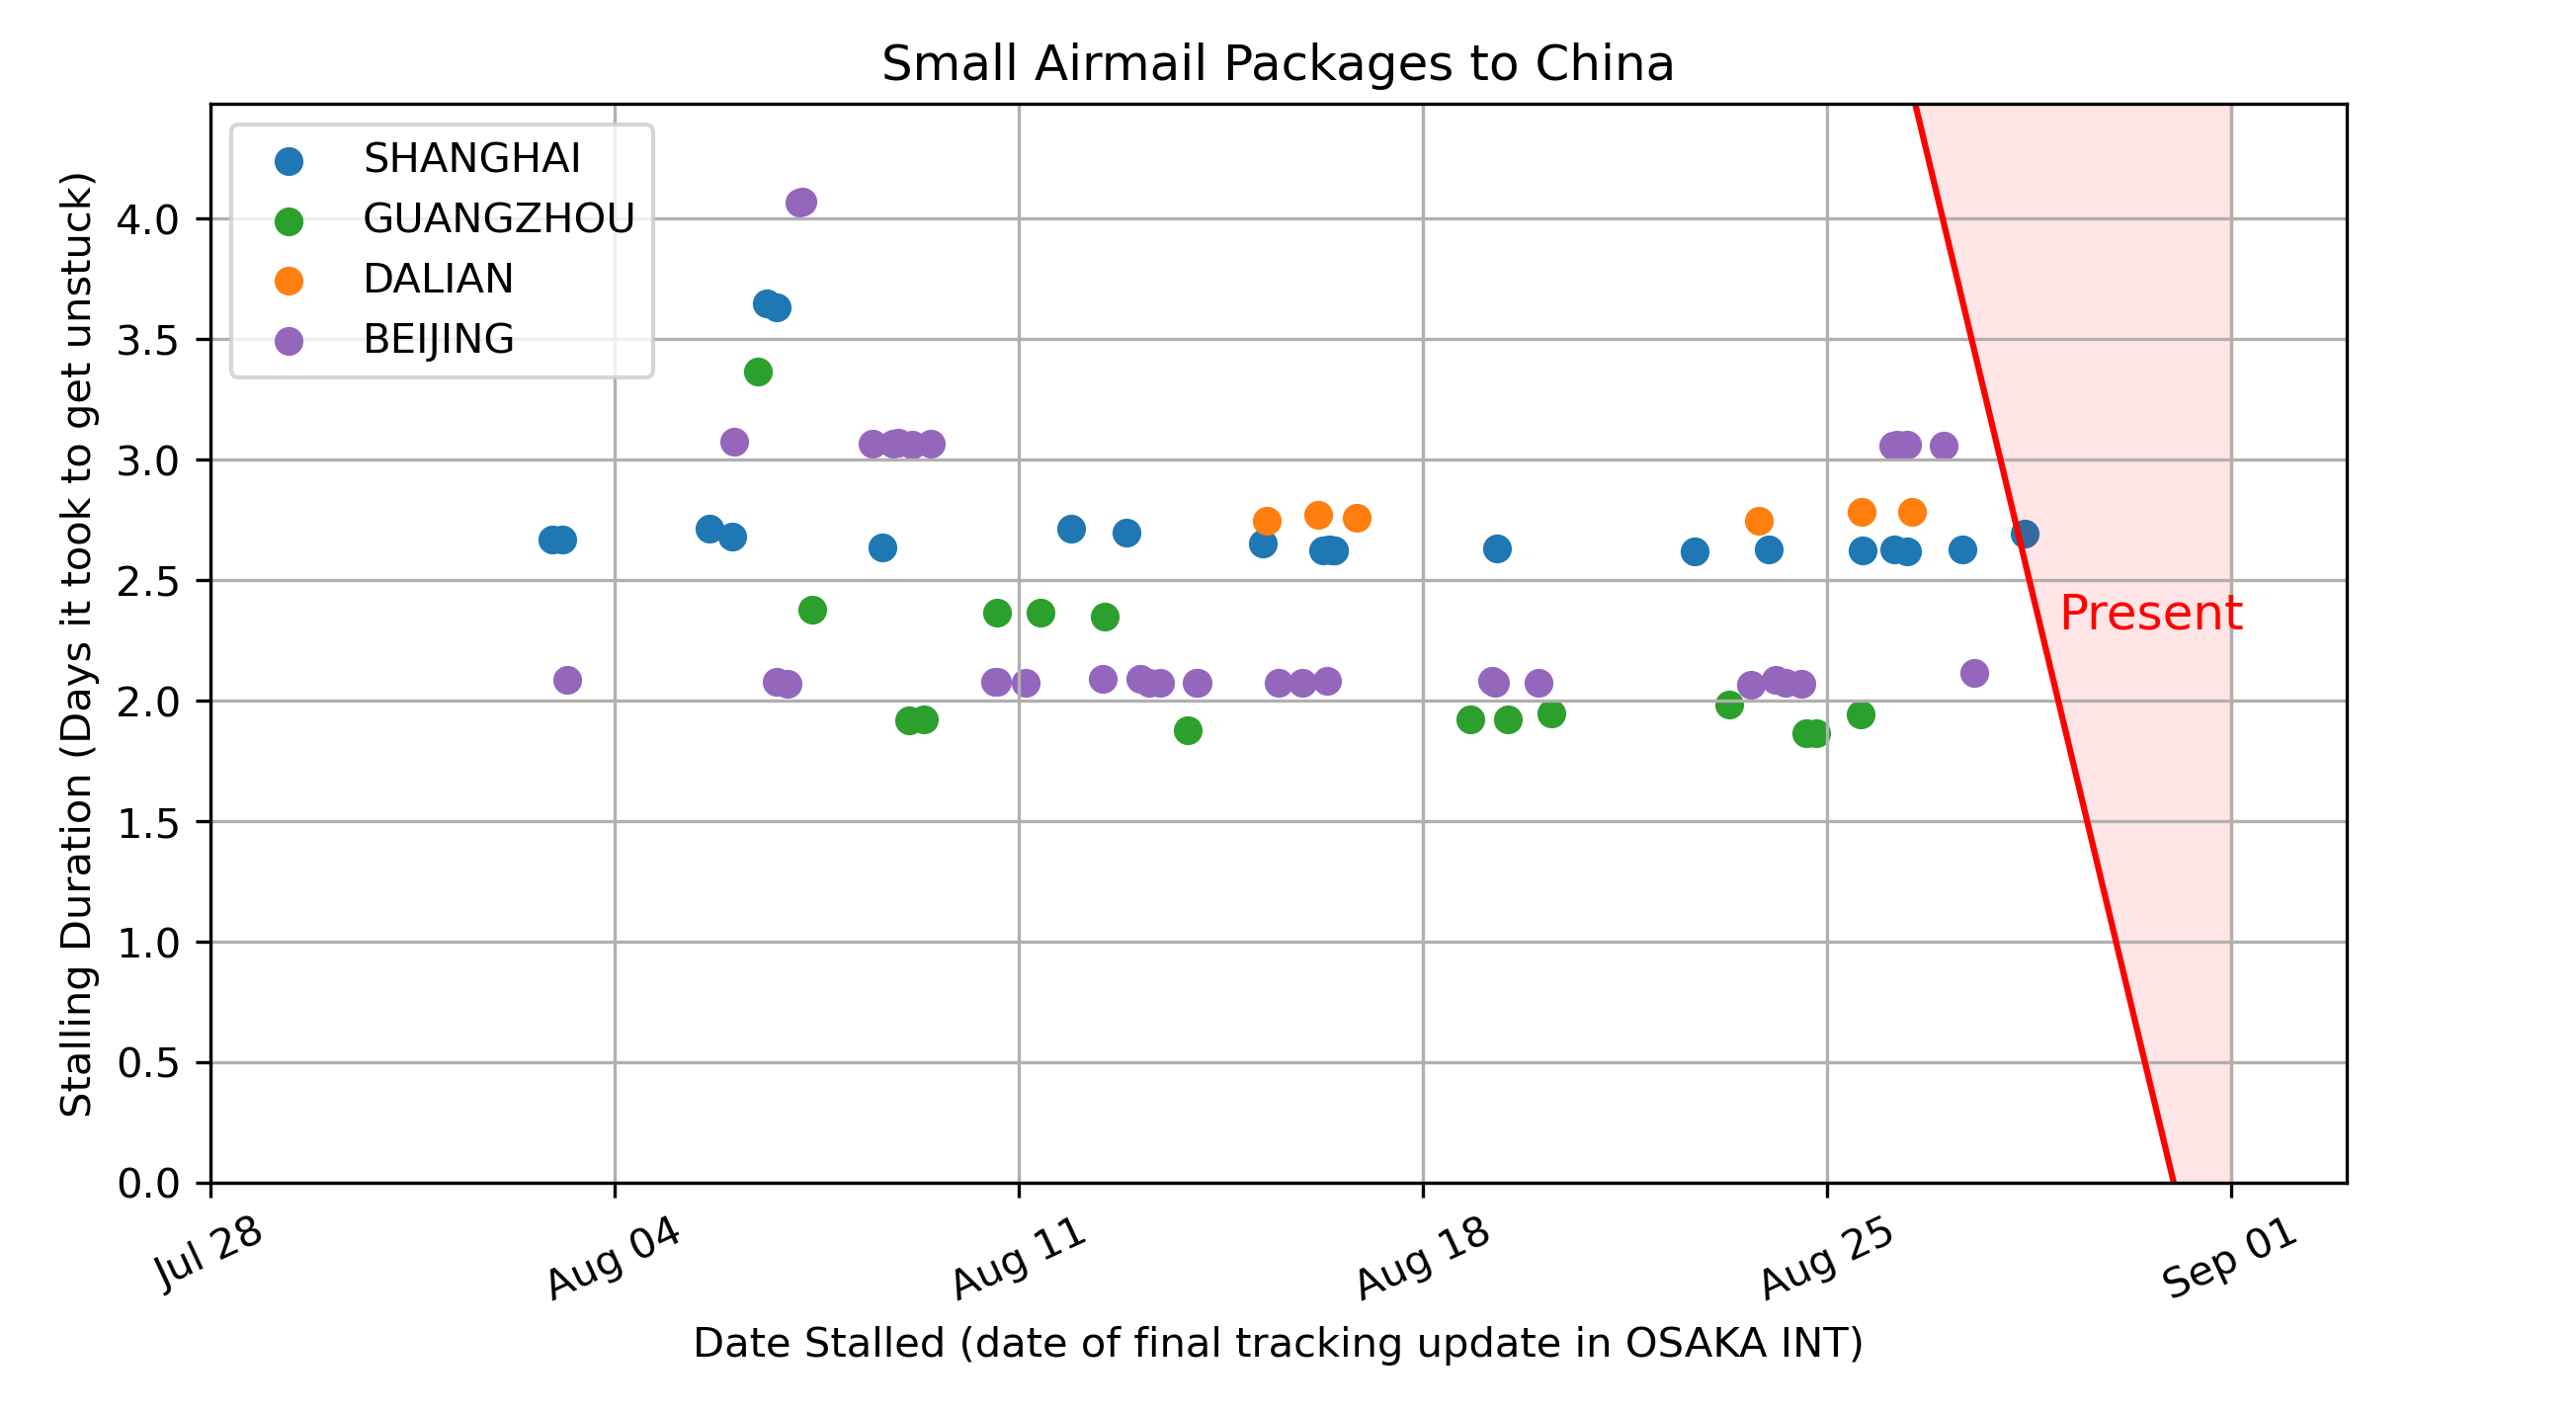 Small Airmail Packages to China
SHANGHAI
GUANGZHOU
DALIAN
BEIJING
Stalling Duration (Days it took to get unstuck)
4.0
3.5
3.0
2.5
2.0
1.5
1.0
0.5
0.0
Present
Jul 28
Aug 04
Aug 11
Aug 18
Aug 25
Sep 01
Date Stalled (date of final tracking update in OSAKA INT)